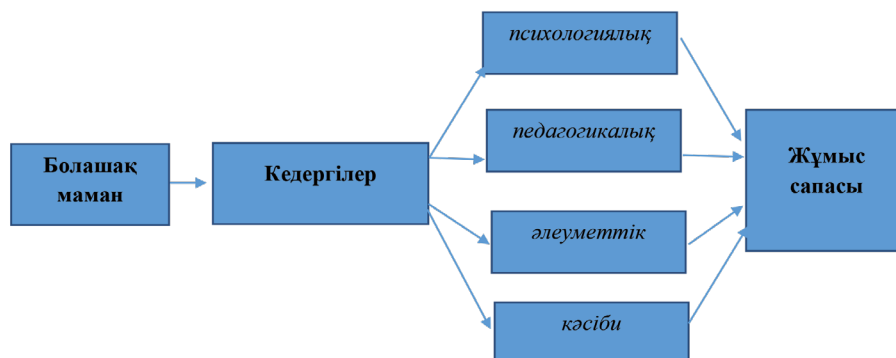 Болашақ
маман
Кедергілер
психологиялық
педагогикалық
әлеуметтік
кәсіби
Жұмыс
сапасы